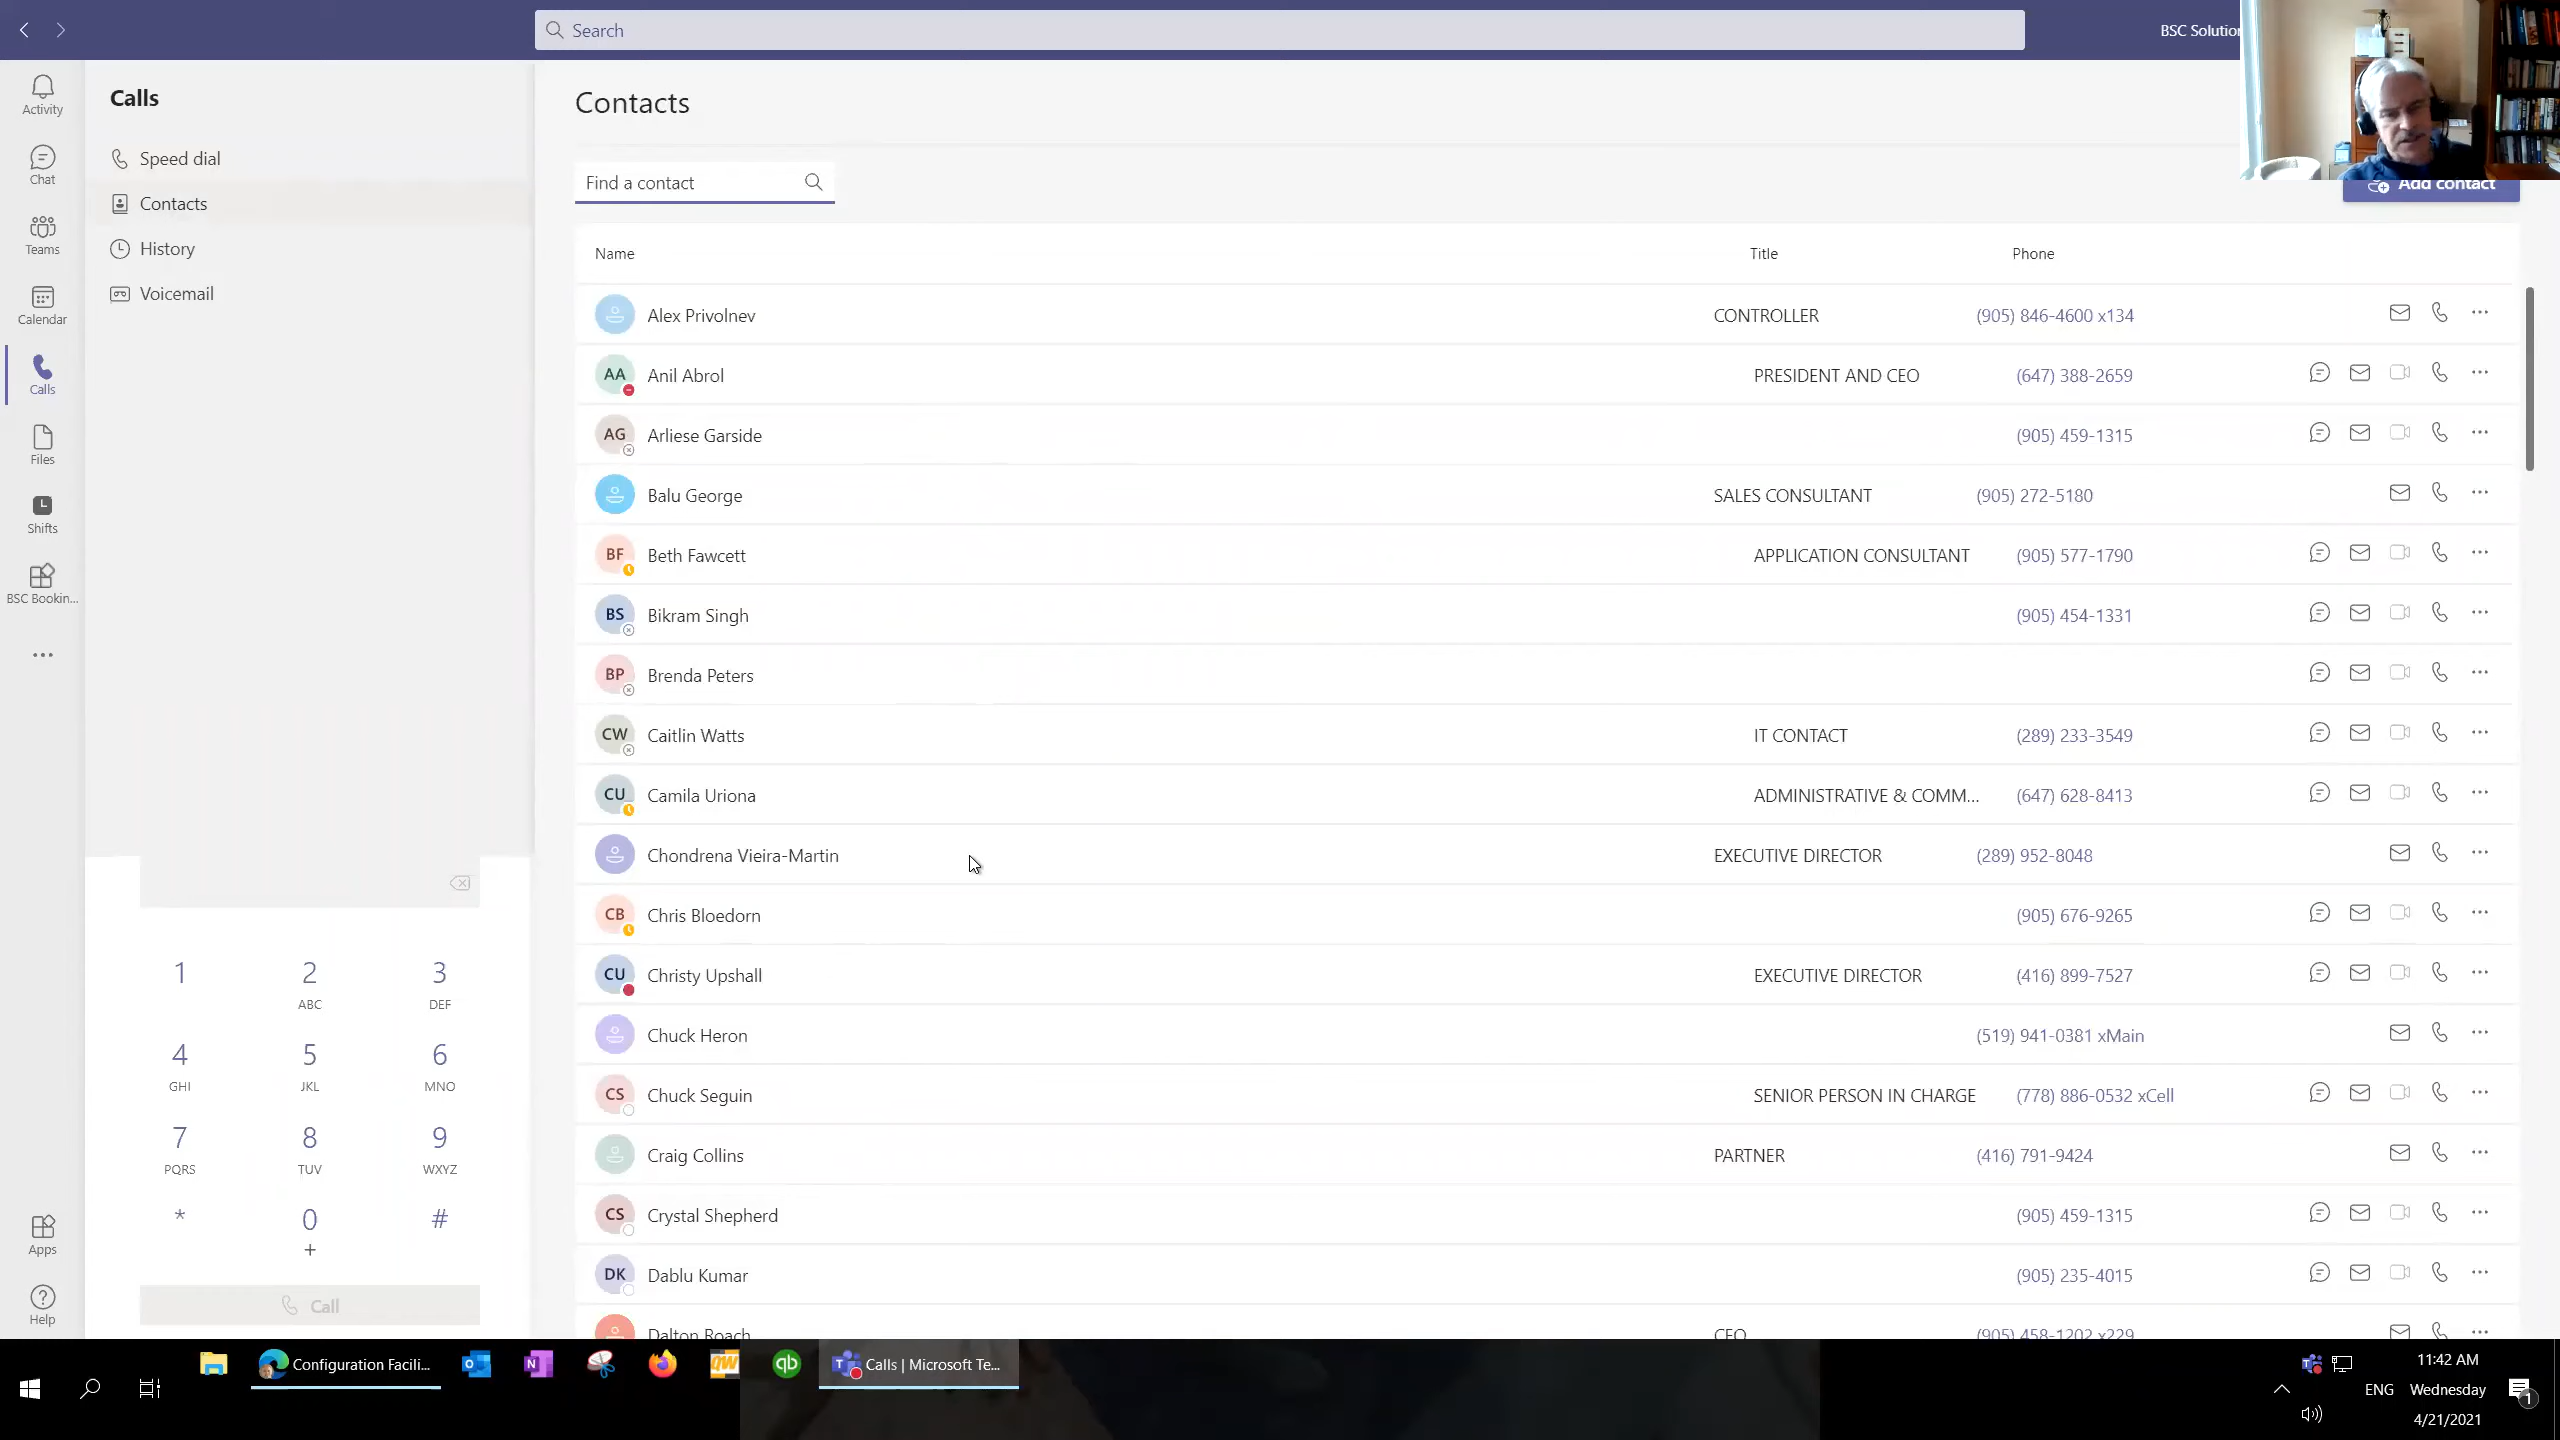 Search
BSC Solution
Activity
Chat
Teams
Calendar
Calls
Files
Shifts
BSC Bookin...
Apps
Help
Calls
Speed dial
Contacts
History
Voicemail
1
2
ABC
3
DEF
4
GHI
5
JKL
6
MNO
7
PQRS
8
TUV
9
WXYZ
*
0
+
#
Call
Contacts
Find a contact
Add contact
Name Title Phone
Alex Privolnev CONTROLLER (905) 846-4600 x134
AA Anil Abrol PRESIDENT AND CEO (647) 388-2659
AG Arliese Garside (905) 459-1315
Balu George SALES CONSULTANT (905) 272-5180
BF Beth Fawcett APPLICATION CONSULTANT (905) 577-1790
BS Bikram Singh (905) 454-1331
BP Brenda Peters
CW Caitlin Watts IT CONTACT (289) 233-3549
CU Camila Uriona ADMINISTRATIVE & COMM... (647) 628-8413
Chondrena Vieira-Martin EXECUTIVE DIRECTOR (289) 952-8048
CB Chris Bloedorn (905) 676-9265
CU Christy Upshall EXECUTIVE DIRECTOR (416) 899-7527
Chuck Heron (519) 941-0381 xMain
CS Chuck Seguin SENIOR PERSON IN CHARGE (778) 886-0532 xCell
Craig Collins PARTNER (416) 791-9424
CS Crystal Shepherd (905) 459-1315
DK Dablu Kumar (905) 235-4015
Dalton Roach (905) 458-1202 x229
Configuration Facili...
N
QW
qb
T
Calls | Microsoft Te...
11:42 AM
ENG Wednesday
4/21/2021
1